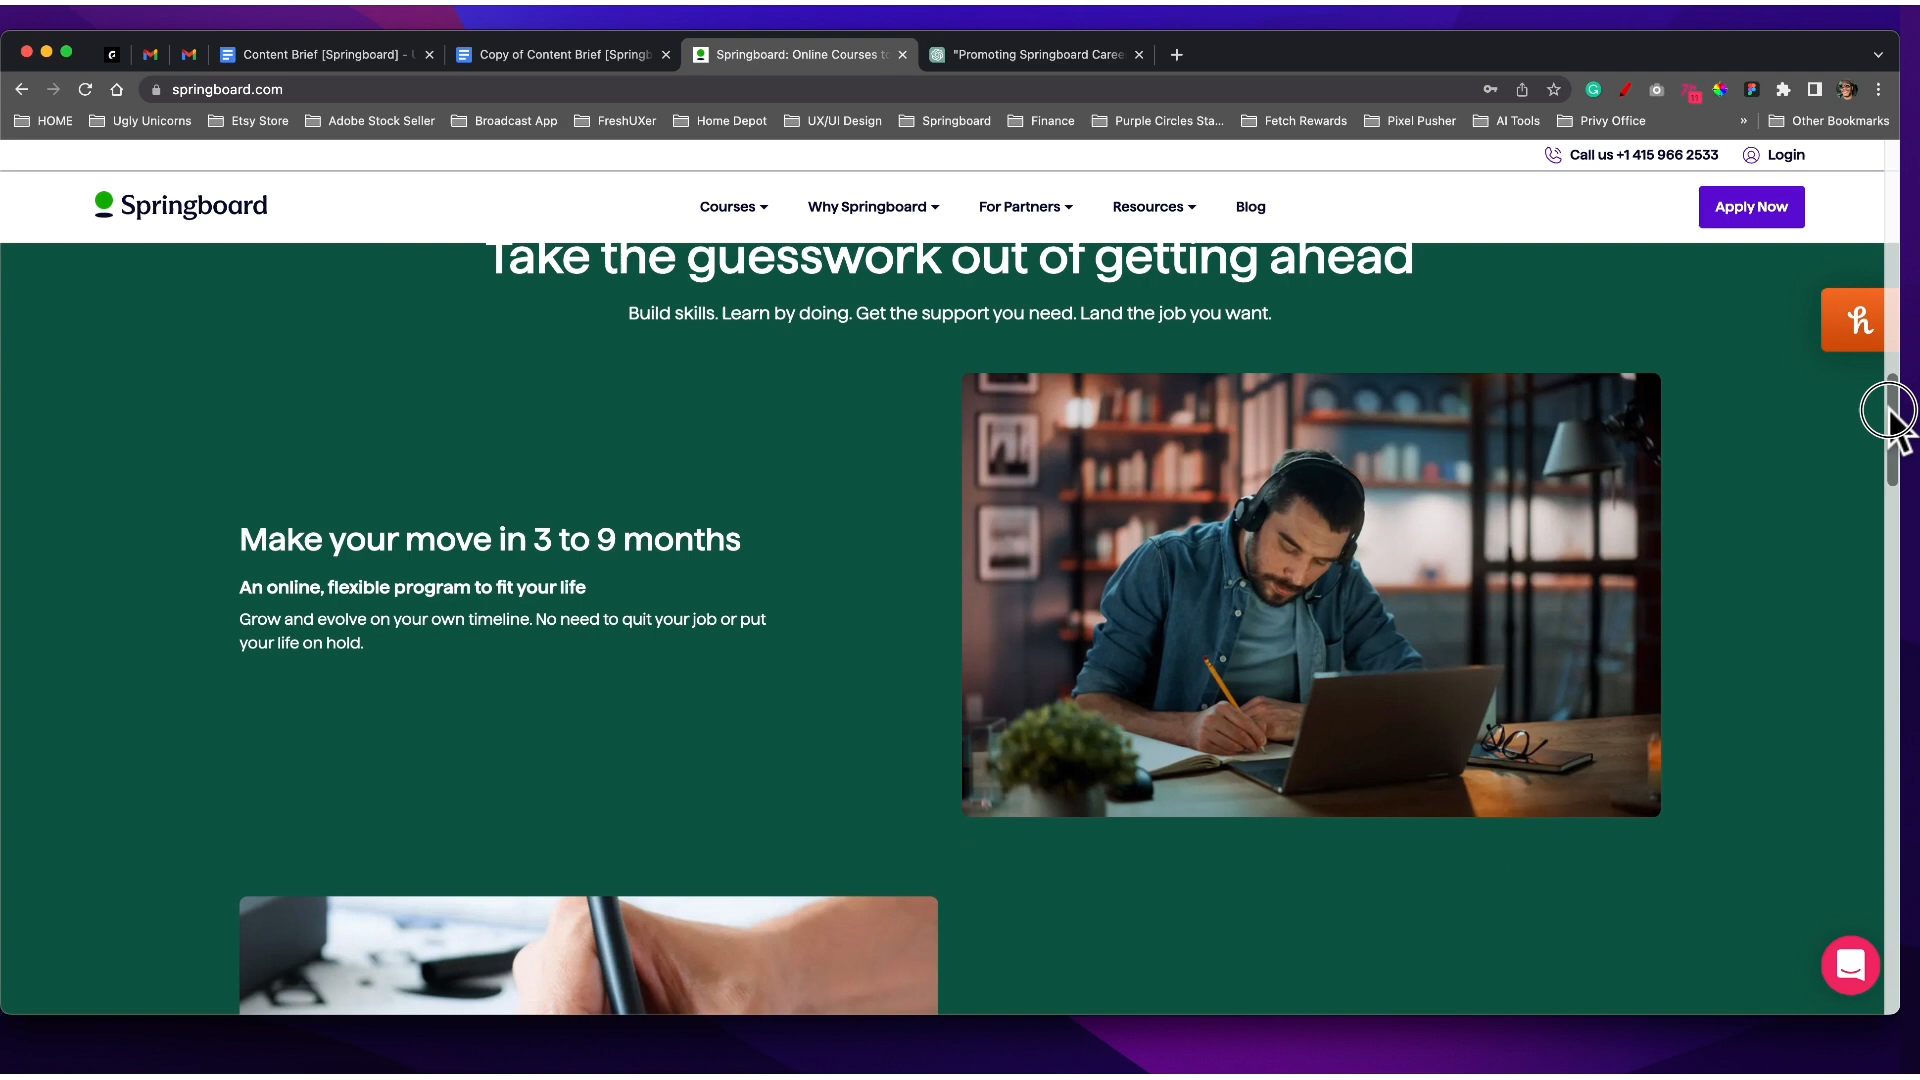 Content Brief [Springboard] -
Copy of Content Brief [Springb
Springboard: Online Courses to
"Promoting Springboard Caree
springboard.com
HOME
Ugly Unicorns
Etsy Store
Adobe Stock Seller
Broadcast App
FreshUXer
Home Depot
UX/UI Design
Springboard
Finance
Purple Circles Sta...
Fetch Rewards
Pixel Pusher
AI Tools
Privy Office
»
Other Bookmarks
Call us +1 415 966 2533
Login
Springboard
Courses
Why Springboard
For Partners
Resources
Blog
Apply Now
Take the guesswork out of getting ahead
Build skills. Learn by doing. Get the support you need. Land the job you want.
Make your move in 3 to 9 months
An online, flexible program to fit your life
Grow and evolve on your own timeline. No need to quit your job or put
your life on hold.